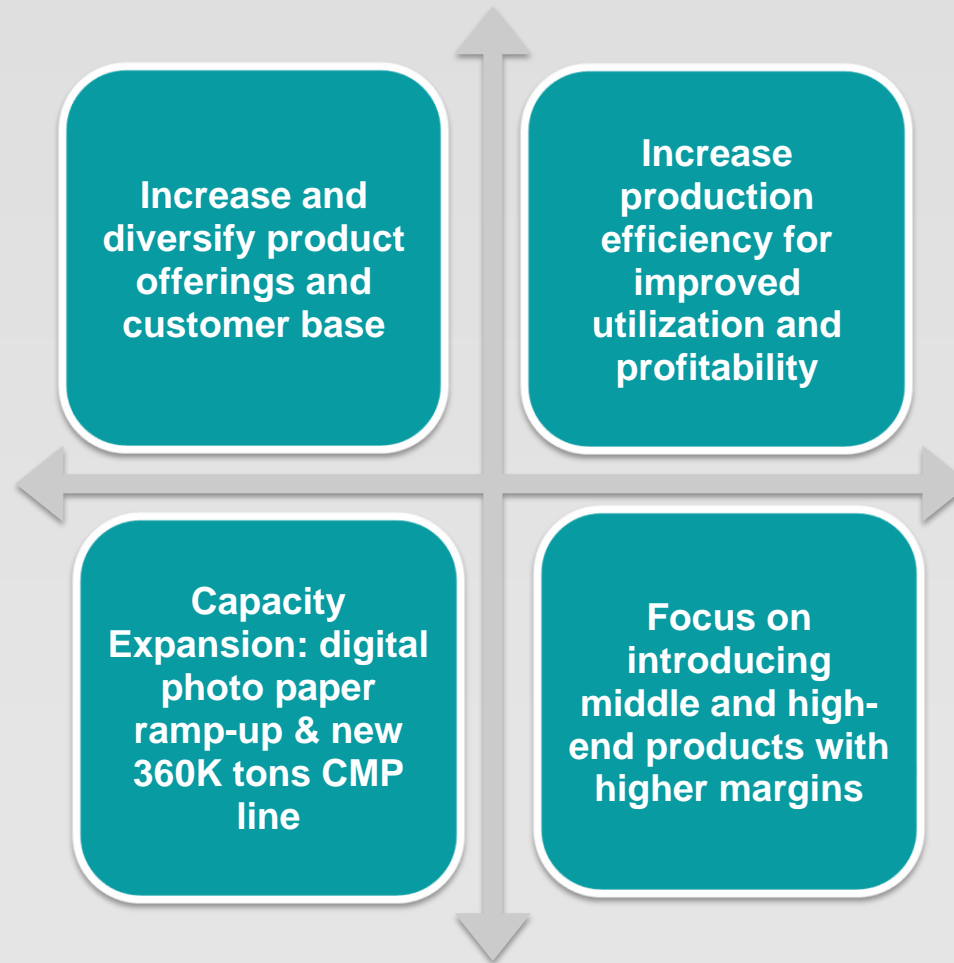 Increase and
diversify product
offerings and
customer base
Increase
production
efficiency for
improved
utilization and
profitability
Capacity
Expansion: digital
photo paper
ramp-up & new
360K tons CMP
line
Focus on
introducing
middle and high-
end products with
higher margins